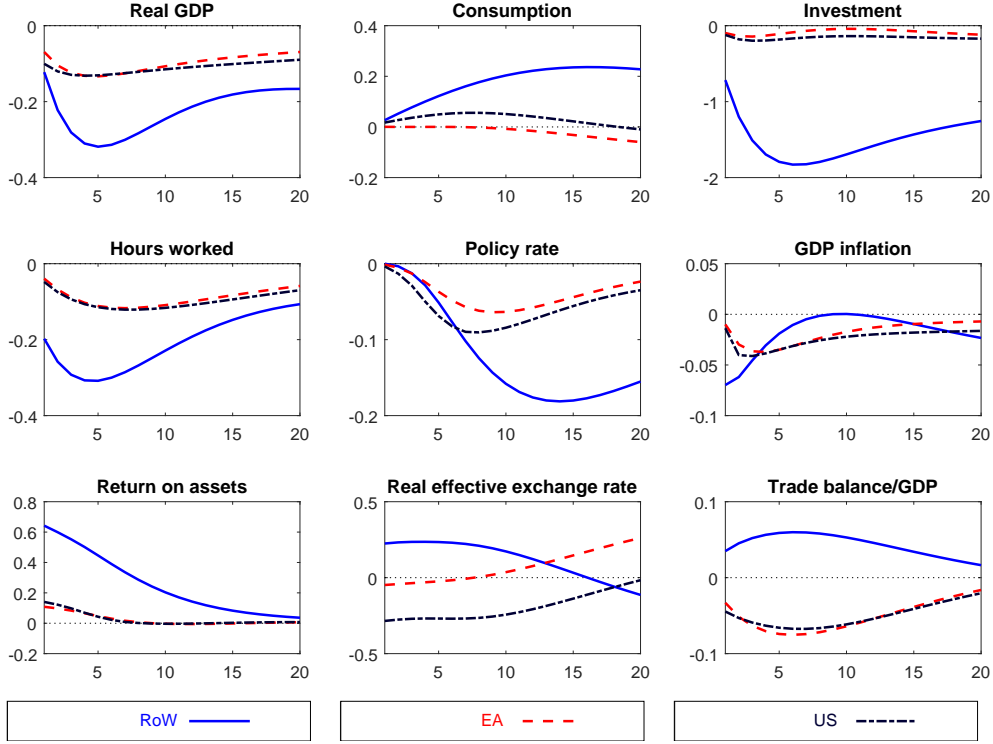 Real GDP Consumption Investment
0 0.4 0
-0.2 0.2 -1
0
-0.4 0.2 -2
5 10 15 20 5 10 15 20 5 10 15 20
Hours worked Policy rate GDP inflation
0 0 0.05
0
-0.2 -0.1
-0.05
-0.4 -0.2 -0.1
5 10 15 20 5 10 15 20 5 10 15 20
Return on assets Real effective exchange rate Trade balance/GDP
0.8 0.5 0.1
0.6
0.4 0 0
0.2
0
-0.2 -0.5 -0.1
5 10 15 20 5 10 15 20 5 10 15 20
RoW EA US